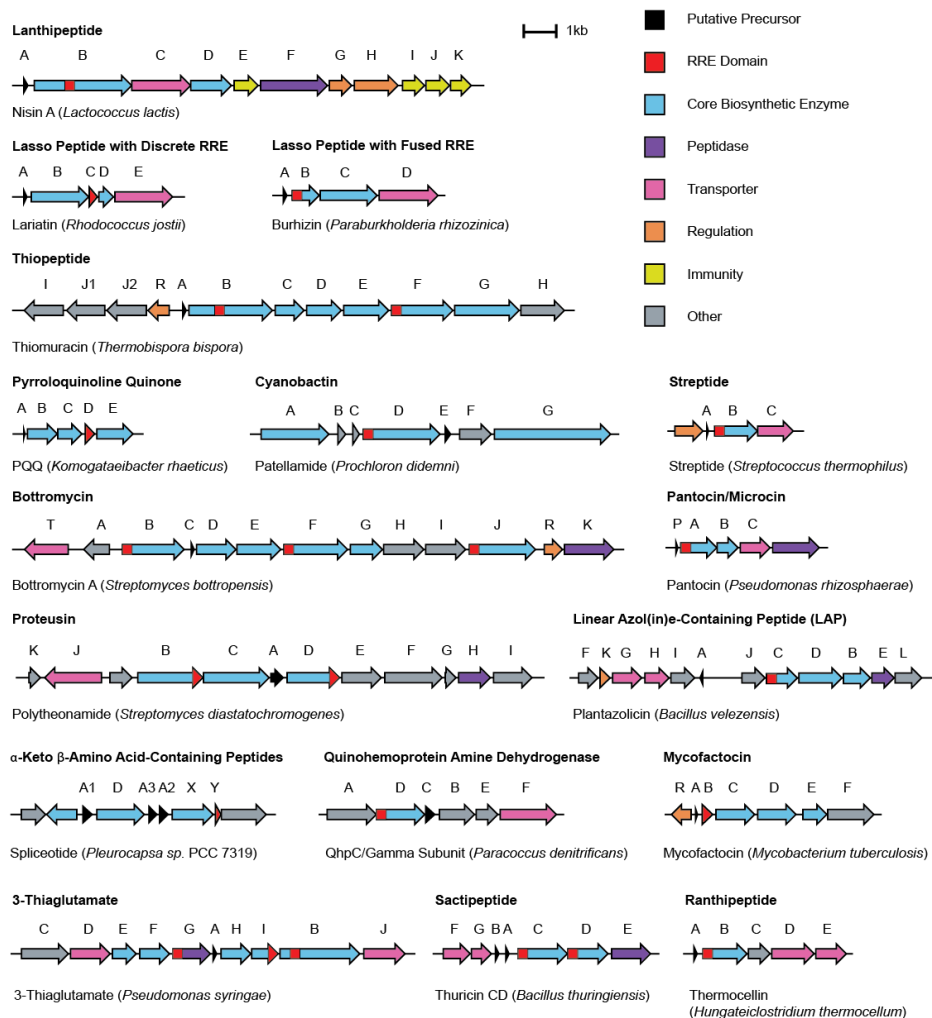 Lanthipeptide
1kb
A B C D E F G H I J K
Nisin A (Lactococcus lactis)
Putative Precursor
RRE Domain
Core Biosynthetic Enzyme
Peptidase
Transporter
Regulation
Immunity
Other
Lasso Peptide with Discrete RRE
A B C D E
Lariatin (Rhodococcus jostii)
Lasso Peptide with Fused RRE
A B C D
Burhizin (Paraburkholderia rhizozinica)
Thiopeptide
I J1 J2 R A B C D E F G H
Thiomuracin (Thermobispora bispora)
Pyrroloquinoline Quinone
A B C D E
PQQ (Komogataeibacter rhaeticus)
Cyanobactin
A B C D E F G
Patellamide (Prochloron didemni)
Streptide
A B C
Streptide (Streptococcus thermophilus)
Bottromycin
T A B C D E F G H I J R K
Bottromycin A (Streptomyces bottropensis)
Pantocin/Microcin
P A B C
Pantocin (Pseudomonas rhizosphaerae)
Proteusin
K J B C A D E F G H I
Polytheonamide (Streptomyces diastatochromogenes)
Linear Azol(in)e-Containing Peptide (LAP)
F K G H I A J C D B E L
Plantazolicin (Bacillus velezensis)
α-Keto β-Amino Acid-Containing Peptides
A1 D A3 A2 X Y
Spliceotide (Pleurocapsa sp. PCC 7319)
Quinohemoprotein Amine Dehydrogenase
A D C B E F
QhpC/Gamma Subunit (Paracoccus denitrificans)
Mycofactocin
R A B C D E F
Mycofactocin (Mycobacterium tuberculosis)
3-Thiaglutamate
C D E F G A H I B J
3-Thiaglutamate (Pseudomonas syringae)
Sactipeptide
F G B A C D E
Thuricin CD (Bacillus thuringiensis)
Ranthipeptide
A B C D E
Thermocellin
(Hungateiclostridium thermocellum)